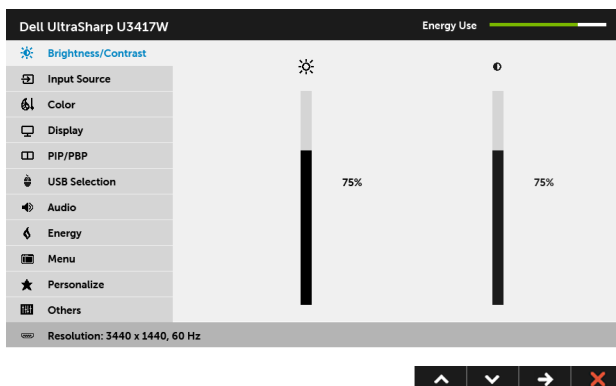 Dell UltraSharp U3417W
Energy Use
Brightness/Contrast
Input Source
Color
Display
PIP/PBP
USB Selection
Audio
Energy
Menu
Personalize
Others
75%
75%
Resolution: 3440 x 1440, 60 Hz